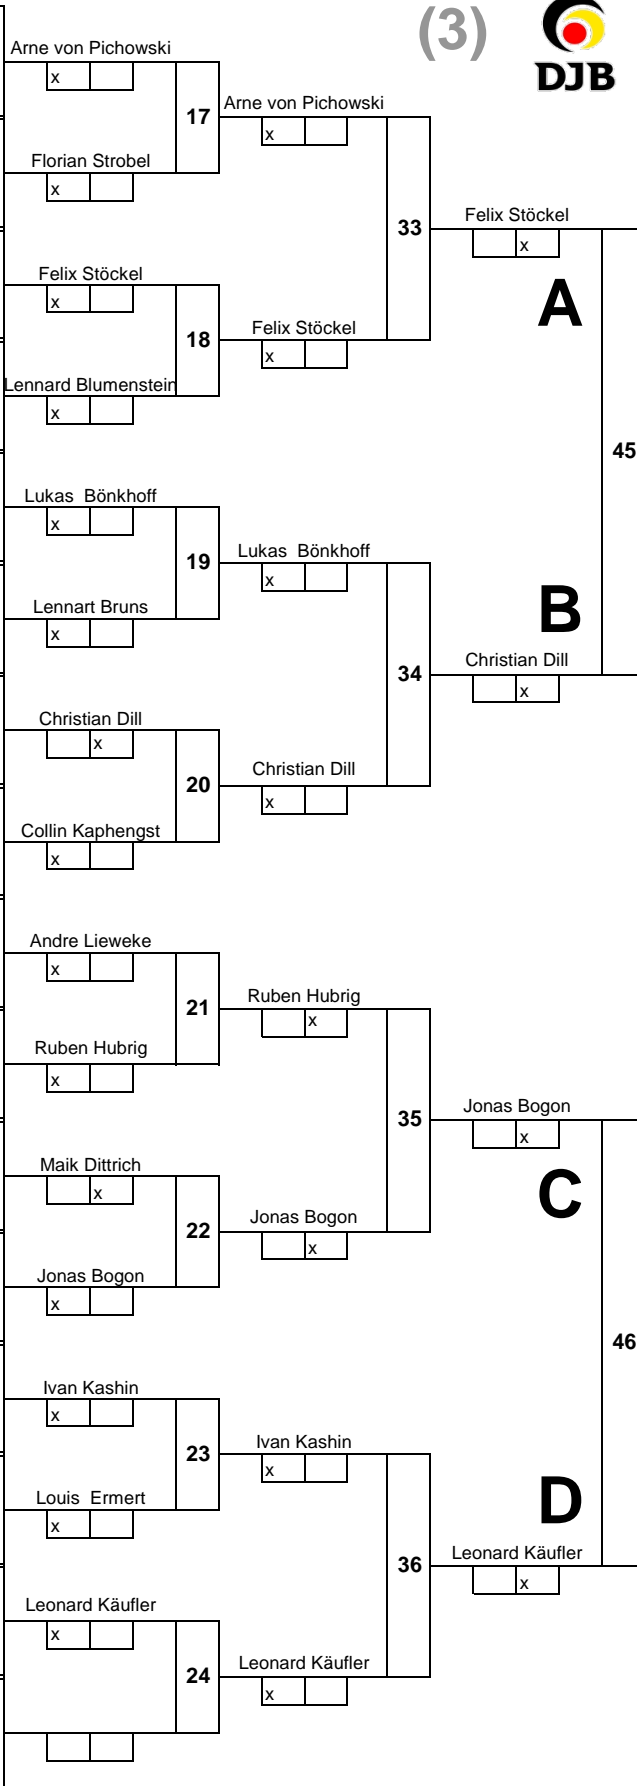 (3)
DJB
Arne von Pichowski
x
17
Arne von Pichowski
x
Florian Strobel
x
33
Felix Stöckel
x
Felix Stöckel
x
A
18
Felix Stöckel
x
Lennard Blumenstein
x
45
Lukas Bönkhoff
x
19
Lukas Bönkhoff
x
B
Lennart Bruns
x
34
Christian Dill
x
Christian Dill
x
20
Christian Dill
x
Collin Kaphengst
x
Andre Lieweke
x
21
Ruben Hubrig
x
Ruben Hubrig
x
35
Jonas Bogon
x
Maik Dittrich
x
C
22
Jonas Bogon
x
Jonas Bogon
x
46
Ivan Kashin
x
23
Ivan Kashin
x
Louis Ermert
x
D
36
Leonard Käufler
x
Leonard Käufler
x
24
Leonard Käufler
x